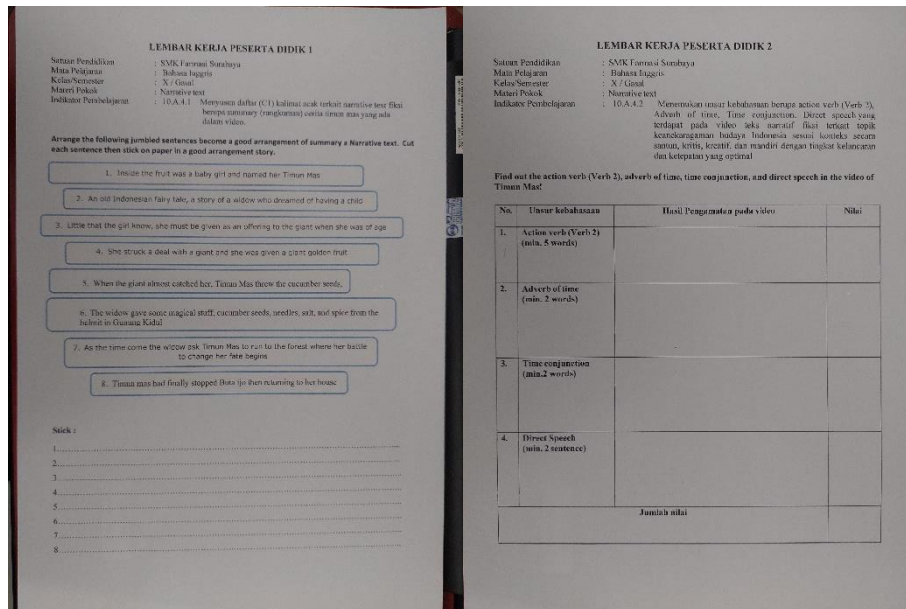 LEMBAR KERJA PESERTA DIDIK 1
Satuan Pendidikan : SMK Farmasi Surabaya
Mata Pelajaran : Bahasa Inggris
Kelas/Semester : X / Gasal
Materi Pokok : Narrative text
Indikator Pembelajaran : 10.A.4.1 Menyusun daftar (C1) kalimat acak terkait narrative text fiksi
berupa summary (rangkuman) cerita timun mas yang ada
dalam video.
Arrange the following jumbled sentences become a good arrangement of summary a Narrative text. Cut
each sentence then stick on paper in a good arrangement story.
1. Inside the fruit was a baby girl and named her Timun Mas
2. An old Indonesian fairy tale, a story of a widow who dreamed of having a child
3. Little that the girl know, she must be given as an offering to the giant when she was of age
4. She struck a deal with a giant and she was given a giant golden fruit
5. When the giant almost catched her, Timun Mas threw the cucumber seeds,
6. The widow gave some magical stuff, cucumber seeds, needles, salt, and spice from the
helmit in Gunung Kidul
7. As the time come the widow ask Timun Mas to run to the forest where her battle
to change her fate begins
8. Timun mas had finally stopped Buta ijo then returning to her house
Stick :
1
2
3
4
5
6
7
8
LEMBAR KERJA PESERTA DIDIK 2
Satuan Pendidikan : SMK Farmasi Surabaya
Mata Pelajaran : Bahasa Inggris
Kelas/Semester : X / Gasal
Materi Pokok : Narrative text
Indikator Pembelajaran : 10.A.4.2 Menemukan unsur kebahasaan berupa action verb (Verb 2),
Adverb of time, Time conjunction, Direct speech yang
terdapat pada video teks naratif fiksi terkait topik
keanekaragaman budaya Indonesia sesuai konteks secara
santun, kritis, kreatif, dan mandiri dengan tingkat kelancaran
dan ketepatan yang optimal
Find out the action verb (Verb 2), adverb of time, time conjunction, and direct speech in the video of
Timun Mas!
No. Unsur kebahasaan Hasil Pengamatan pada video Nilai
1. Action verb (Verb 2)
(min. 5 words)
2. Adverb of time
(min. 2 words)
3. Time conjunction
(min.2 words)
4. Direct Speech
(min. 2 sentence)
Jumlah nilai